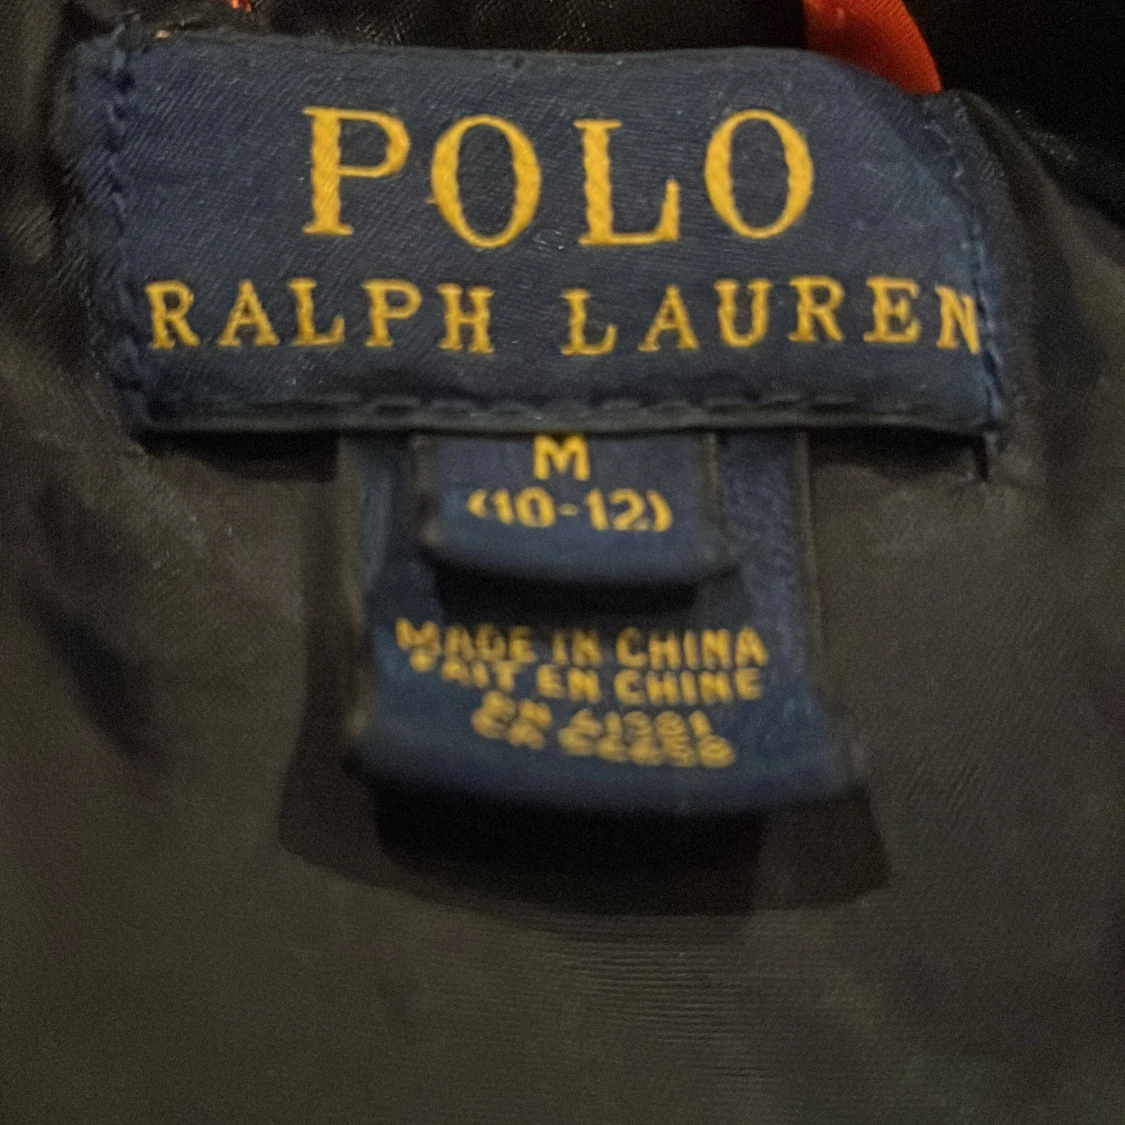 POLO
RALPH LAUREN
M
(10-12)
MADE IN CHINA
FAIT EN CHINE